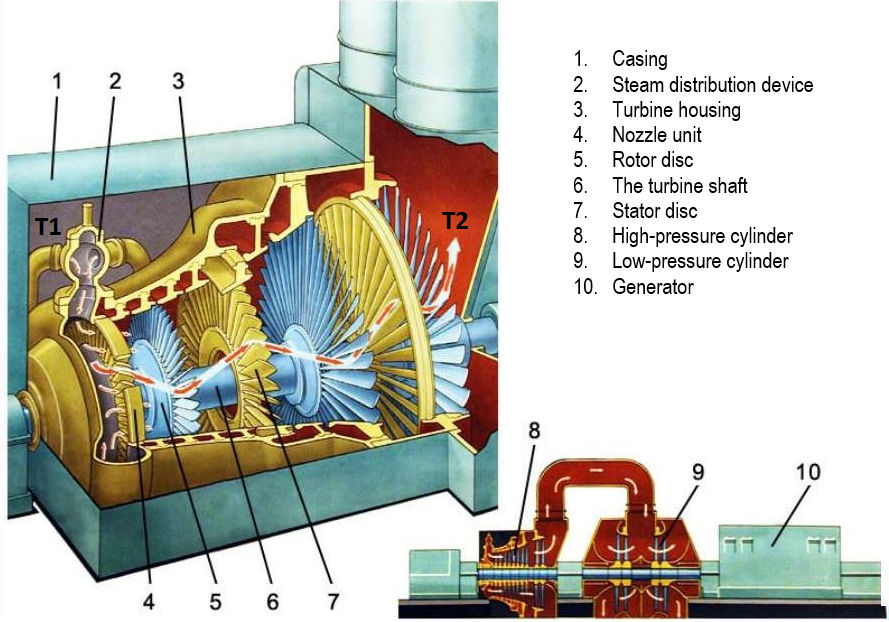 1 2 3
T1
T2
4 5 6 7
1. Casing
2. Steam distribution device
3. Turbine housing
4. Nozzle unit
5. Rotor disc
6. The turbine shaft
7. Stator disc
8. High-pressure cylinder
9. Low-pressure cylinder
10. Generator
8 9 10